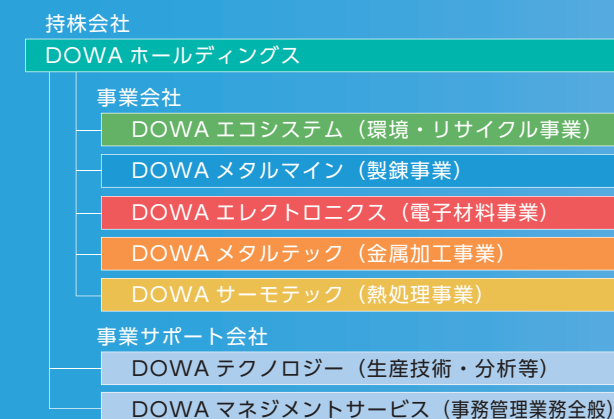 持株会社
DOWA ホールディングス
事業会社
DOWA エコシステム（環境・リサイクル事業）
DOWA メタルマイン（製錬事業）
DOWA エレクトロニクス（電子材料事業）
DOWA メタルテック（金属加工事業）
DOWA サーモテック（熱処理事業）
事業サポート会社
DOWA テクノロジー（生産技術・分析等）
DOWA マネジメントサービス（事務管理業務全般）